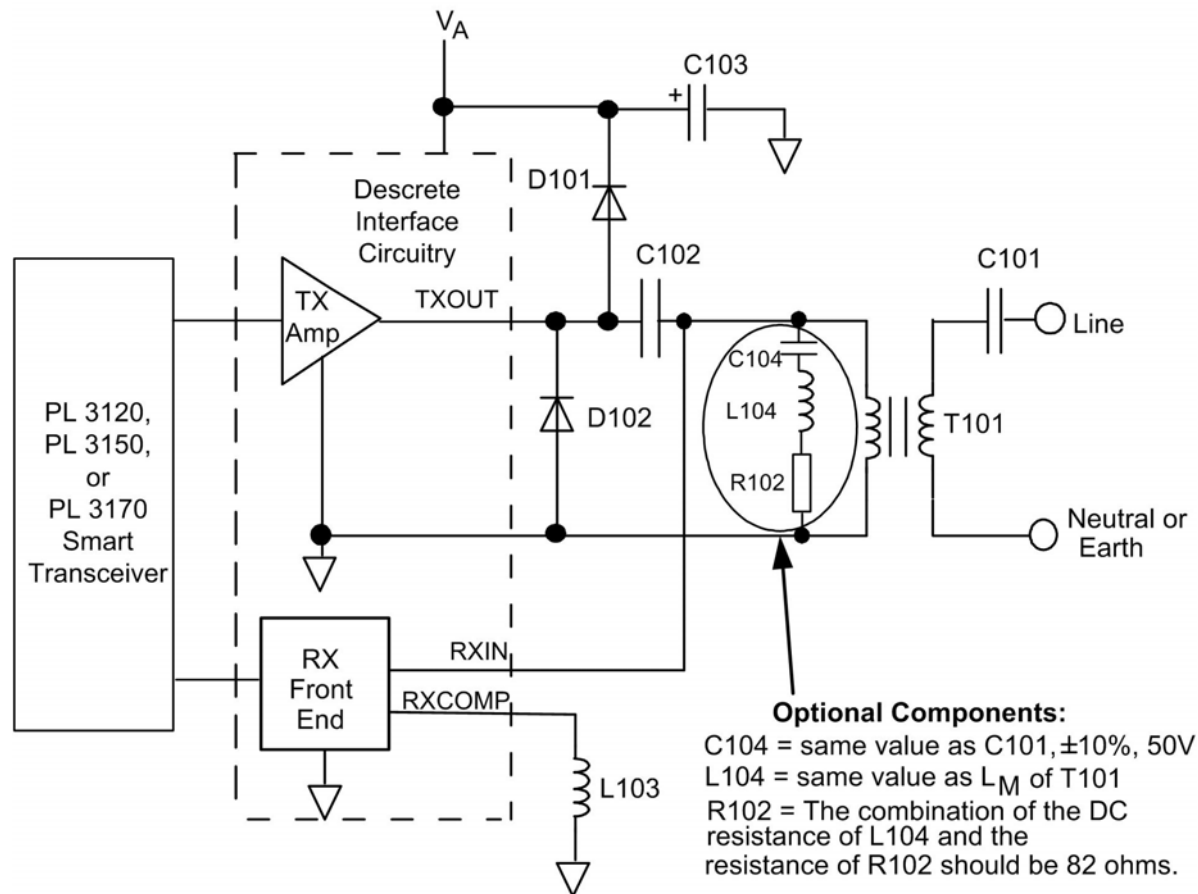 V_A
C103
+
D101
Descrete
Interface
Circuitry
C102
C101
TX
Amp
TXOUT
Line
C104
L104
R102
D102
T101
PL 3120,
PL 3150,
or
PL 3170
Smart
Transceiver
Neutral or
Earth
RX
Front
End
RXIN
RXCOMP
L103
Optional Components:
C104 = same value as C101, ±10%, 50V
L104 = same value as L_M of T101
R102 = The combination of the DC
resistance of L104 and the
resistance of R102 should be 82 ohms.